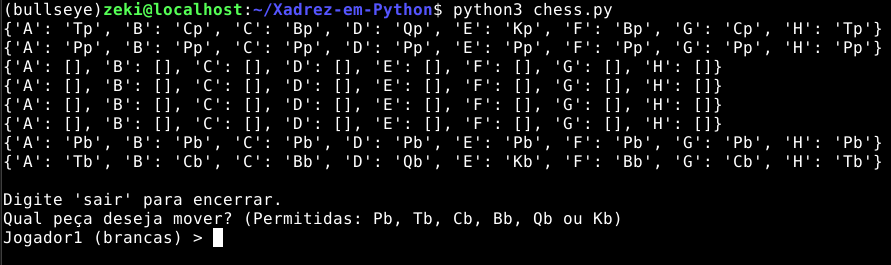 (bullseye)zeki@localhost:~/Xadrez-em-Python$ python3 chess.py
{'A': 'Tp', 'B': 'Cp', 'C': 'Bp', 'D': 'Qp', 'E': 'Kp', 'F': 'Bp', 'G': 'Cp', 'H': 'Tp'}
{'A': 'Pp', 'B': 'Pp', 'C': 'Pp', 'D': 'Pp', 'E': 'Pp', 'F': 'Pp', 'G': 'Pp', 'H': 'Pp'}
{'A': [], 'B': [], 'C': [], 'D': [], 'E': [], 'F': [], 'G': [], 'H': []}
{'A': [], 'B': [], 'C': [], 'D': [], 'E': [], 'F': [], 'G': [], 'H': []}
{'A': [], 'B': [], 'C': [], 'D': [], 'E': [], 'F': [], 'G': [], 'H': []}
{'A': [], 'B': [], 'C': [], 'D': [], 'E': [], 'F': [], 'G': [], 'H': []}
{'A': 'Pb', 'B': 'Pb', 'C': 'Pb', 'D': 'Pb', 'E': 'Pb', 'F': 'Pb', 'G': 'Pb', 'H': 'Pb'}
{'A': 'Tb', 'B': 'Cb', 'C': 'Bb', 'D': 'Qb', 'E': 'Kb', 'F': 'Bb', 'G': 'Cb', 'H': 'Tb'}
Digite 'sair' para encerrar.
Qual peça deseja mover? (Permitidas: Pb, Tb, Cb, Bb, Qb ou Kb)
Jogador1 (brancas) >